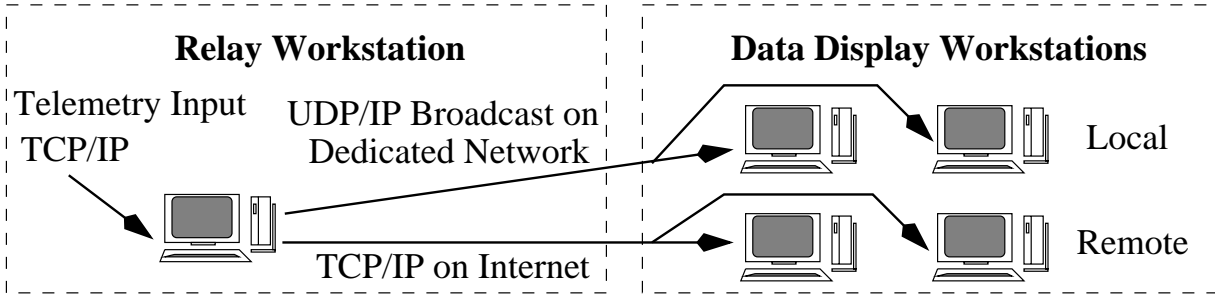 Relay Workstation
Telemetry Input
TCP/IP
UDP/IP Broadcast on
Dedicated Network
TCP/IP on Internet
Data Display Workstations
Local
Remote